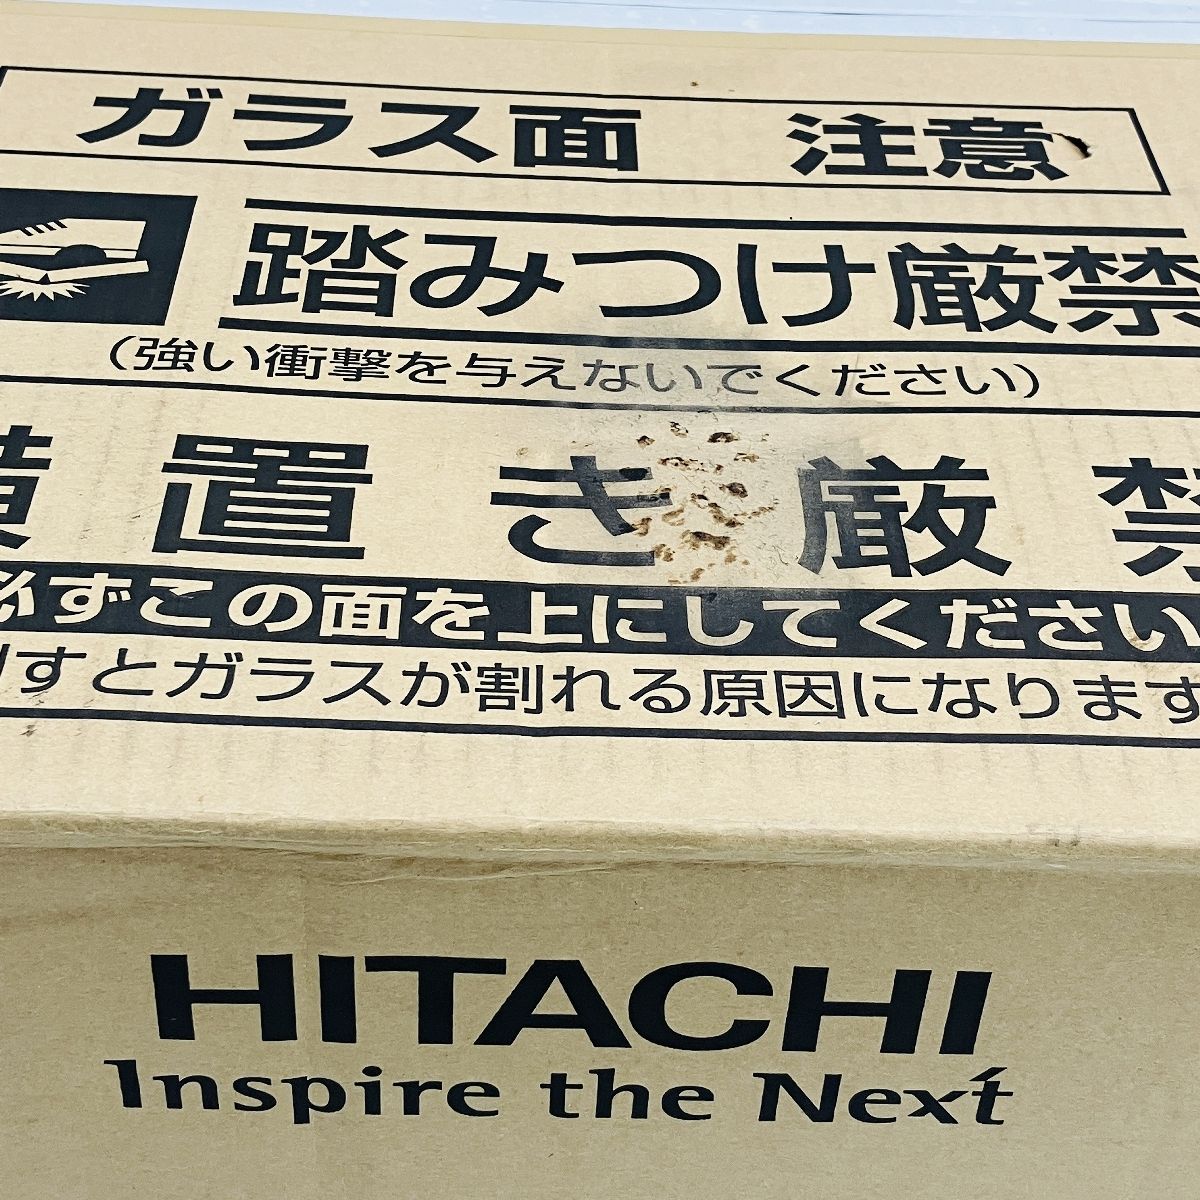 ガラス面　注意
踏みつけ厳禁
（強い衝撃を与えないでください）
横置き厳禁
必ずこの面を上にしてください
すとガラスが割れる原因になります
HITACHI
Inspire the Next